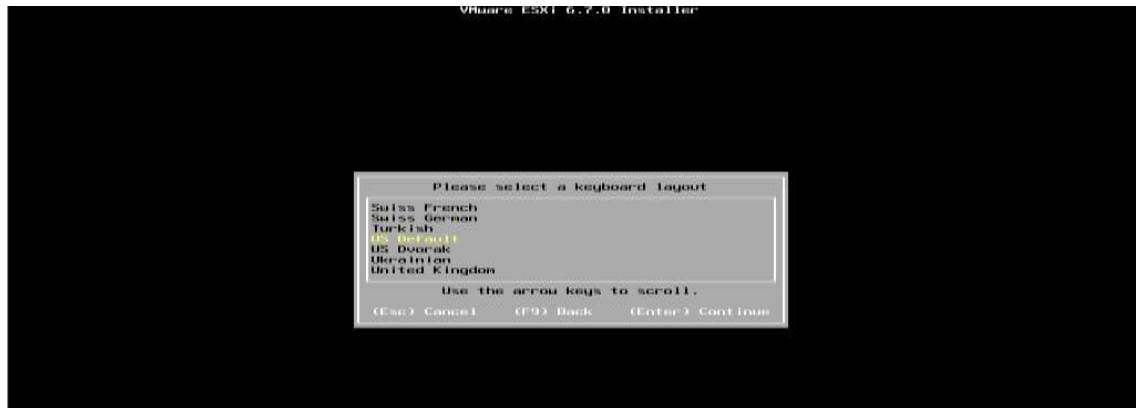 VMware ESXi 6.7.0 Installer
Please select a keyboard layout
Swiss French
Swiss German
Turkish
US Default
US Dvorak
Ukrainian
United Kingdom
Use the arrow keys to scroll.
(Esc) Cancel (F9) Back (Enter) Continue